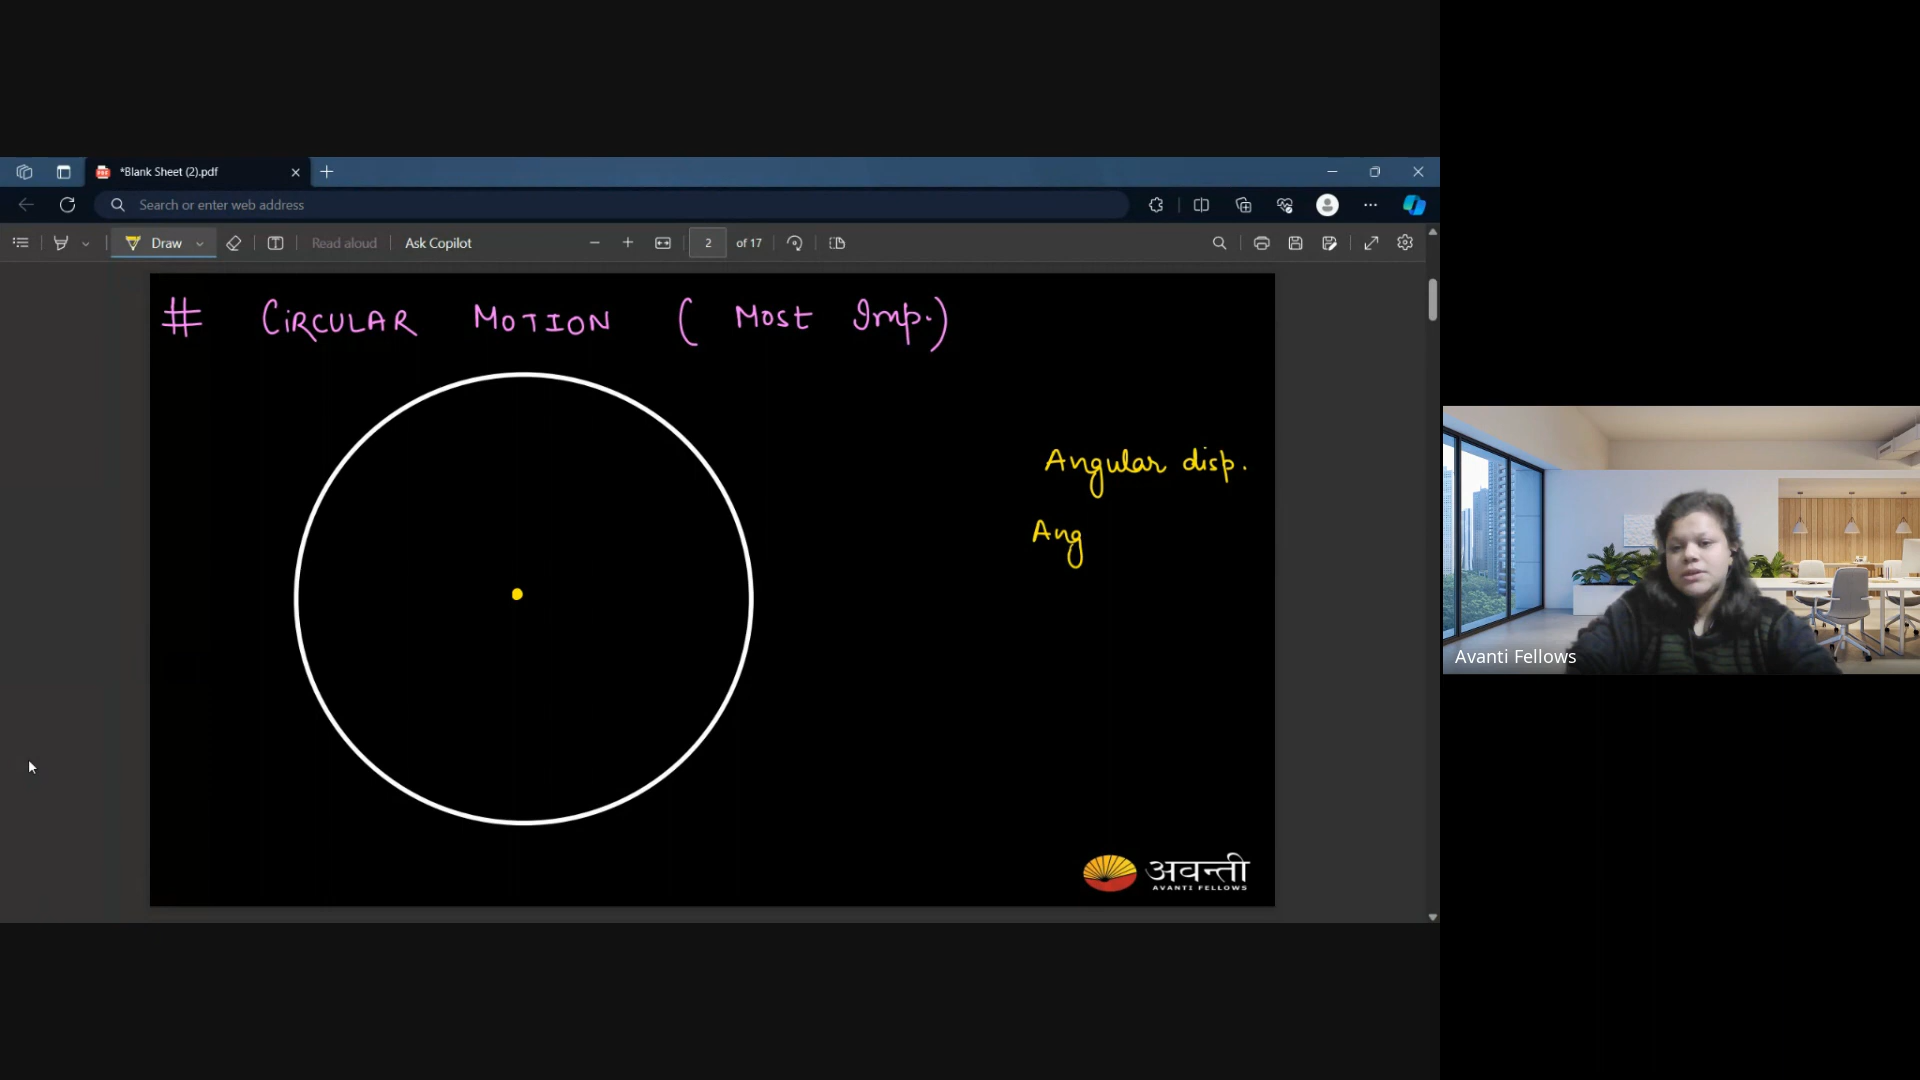 *Blank Sheet (2).pdf
Search or enter web address
Draw
Read aloud
Ask Copilot
2 of 17
# CIRCULAR MOTION ( Most Imp.)
Angular disp.
Ang
अवन्ती
AVANTI FELLOWS
Avanti Fellows